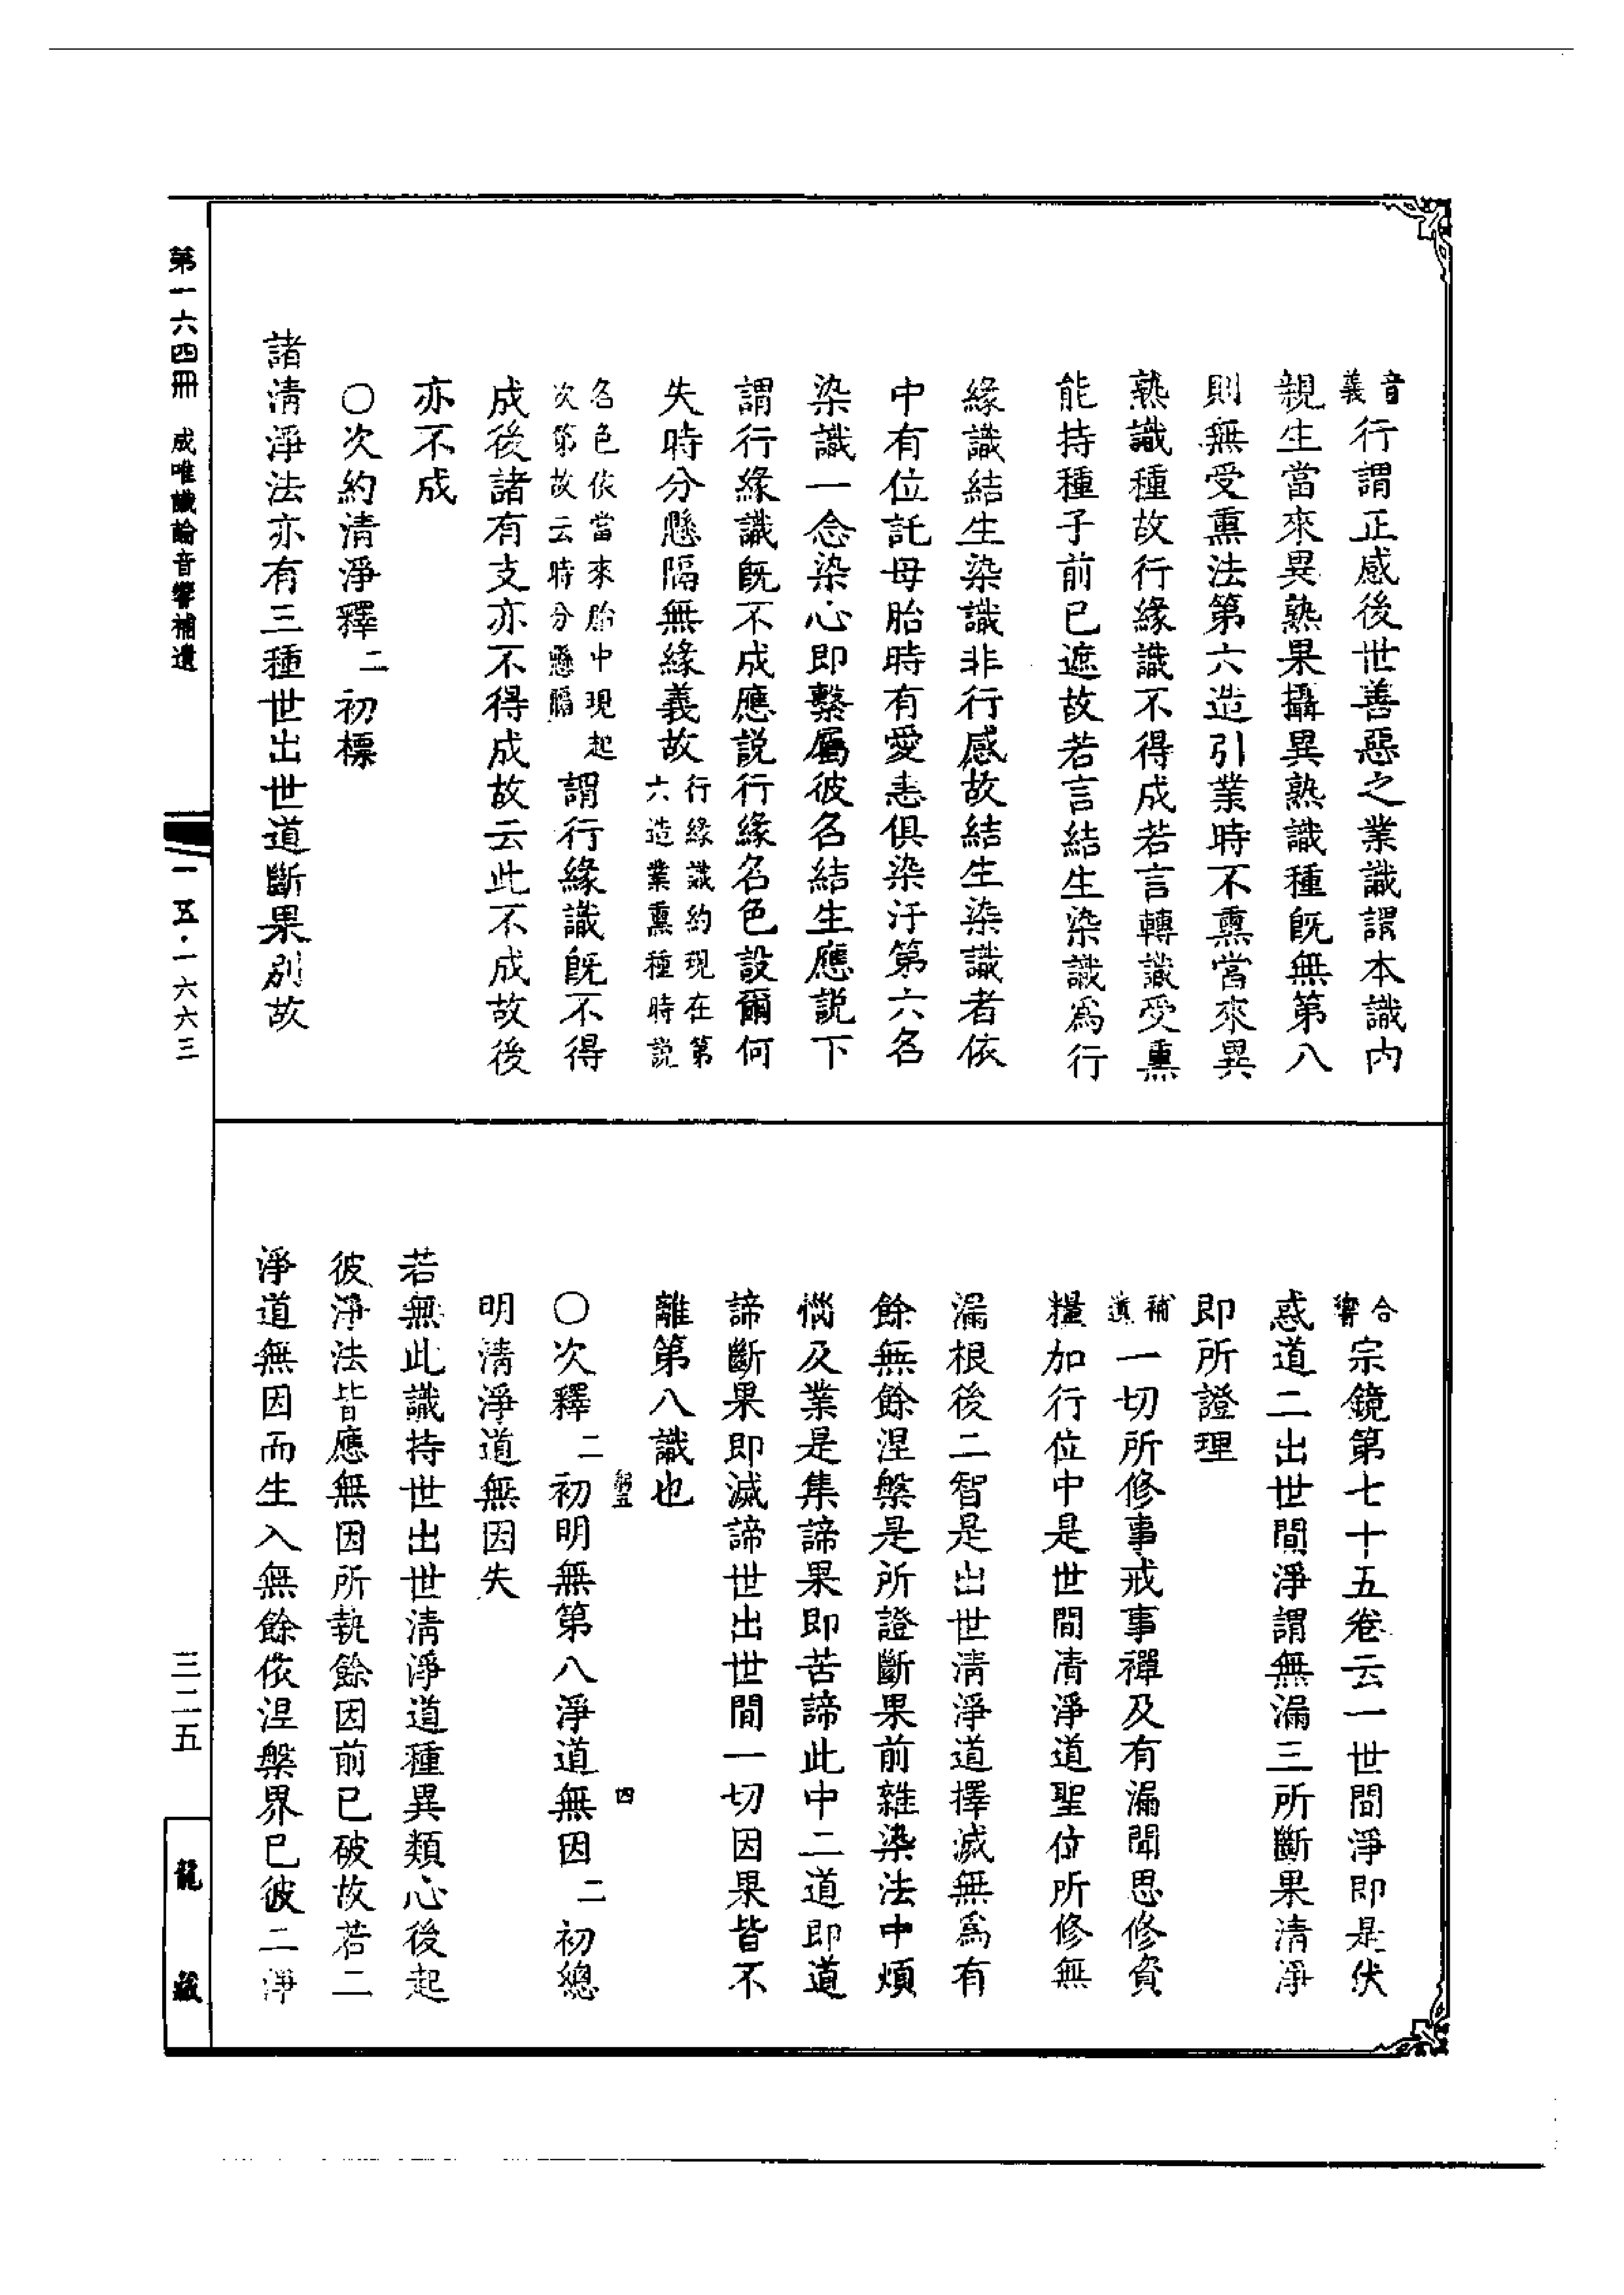 音義行謂正感後世善惡之業識謂本識内
親生當來異熟果攝異熟識種旣無第八
則無受熏法第六造引業時不熏當來異
熟識種故行緣識不得成若言轉識受熏
能持種子前已遮故若言結生染識爲行
緣識結生染識非行感故結生染識者依
中有位託母胎時有愛恚俱染汙第六名
染識一念染心即繫屬彼名結生應説下
謂行緣識旣不成應説行緣名色設爾何
失時分懸隔無緣義故行緣識約現在第六造業熏種時説
名色依當來胎中現起次第故云時分懸隔謂行緣識旣不得
成後諸有支亦不得成故云此不成故後
亦不成
〇次約清淨釋二初標
諸清淨法亦有三種世出世道斷果別故
合響宗鏡第七十五卷云一世間淨即是伏
惑道二出世間淨謂無漏三所斷果清淨
即所證理
補遺一切所修事戒事禪及有漏聞思修資
糧加行位中是世間清淨道聖位所修無
漏根後二智是出世清淨道擇滅無爲有
餘無餘涅槃是所證斷果前雜染法中煩
惱及業是集諦果即苦諦此中二道即道
諦斷果即滅諦世出世間一切因果皆不
離第八識也
〇次釋二初明無第八淨道無因二初總
四
明清淨道無因失
若無此識持世出世清淨道種異類心後起
彼淨法皆應無因所執餘因前已破故若二
淨道無因而生入無餘依涅槃界已彼二淨
第一六四冊 成唯識論音響補遺
一五·一六六三
三二五
龍藏